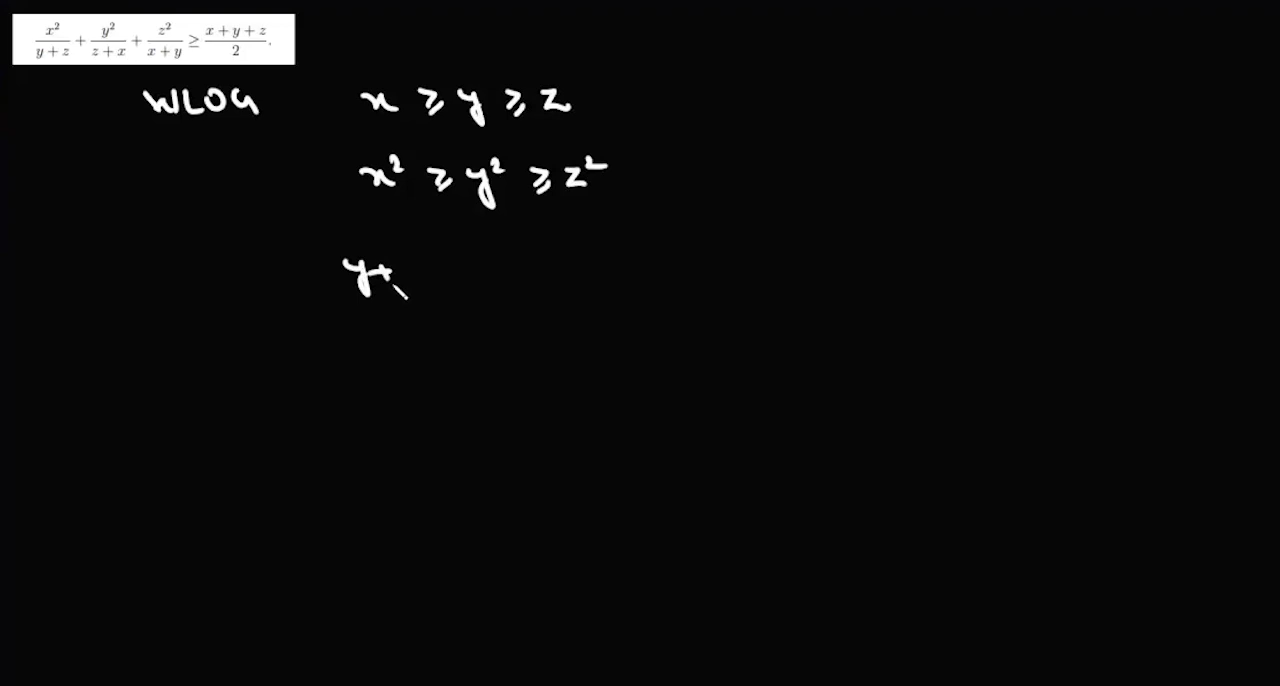 x²/(y+z) + y²/(z+x) + z²/(x+y) ≥ (x+y+z)/2.
WLOG x ≥ y ≥ z
x² ≥ y² ≥ z²
y+